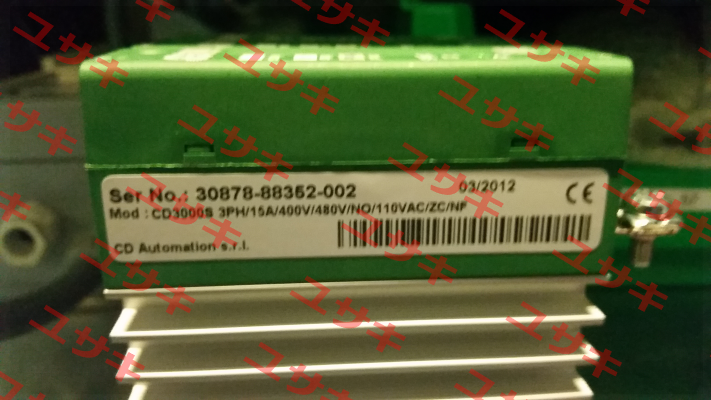 Ser No.: 30878-88352-002 03/2012 CE
Mod : CD3000S 3PH/15A/400V/480V/NO/110VAC/ZC/NF
CD Automation s.r.l.
ユサキ